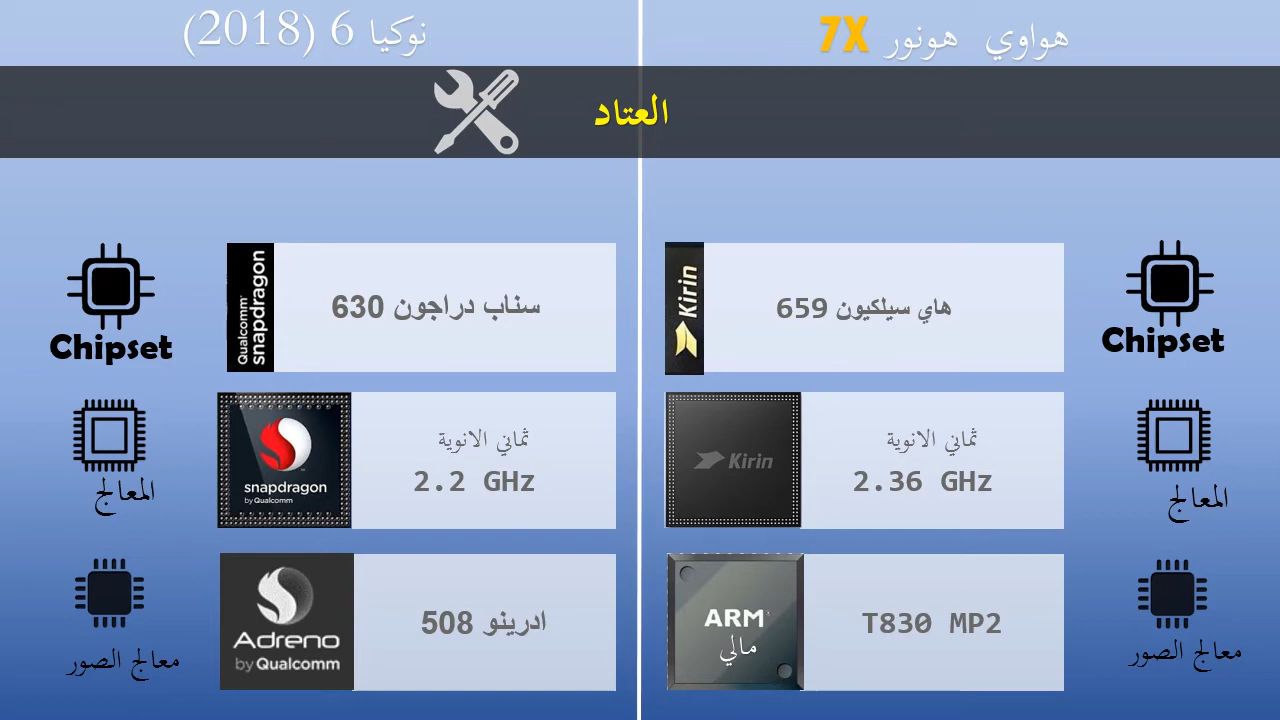 هواوي هونور 7X
نوكيا 6 (2018)
العتاد
Kirin
هاي سيلكيون 659
Chipset
Qualcomm
snapdragon
سناب دراجون 630
Chipset
Kirin
ثماني الانوية
2.36 GHz
المعالج
snapdragon
by Qualcomm
ثماني الانوية
2.2 GHz
المعالج
ARM
مالي
T830 MP2
معالج الصور
Adreno
by Qualcomm
ادرينو 508
معالج الصور